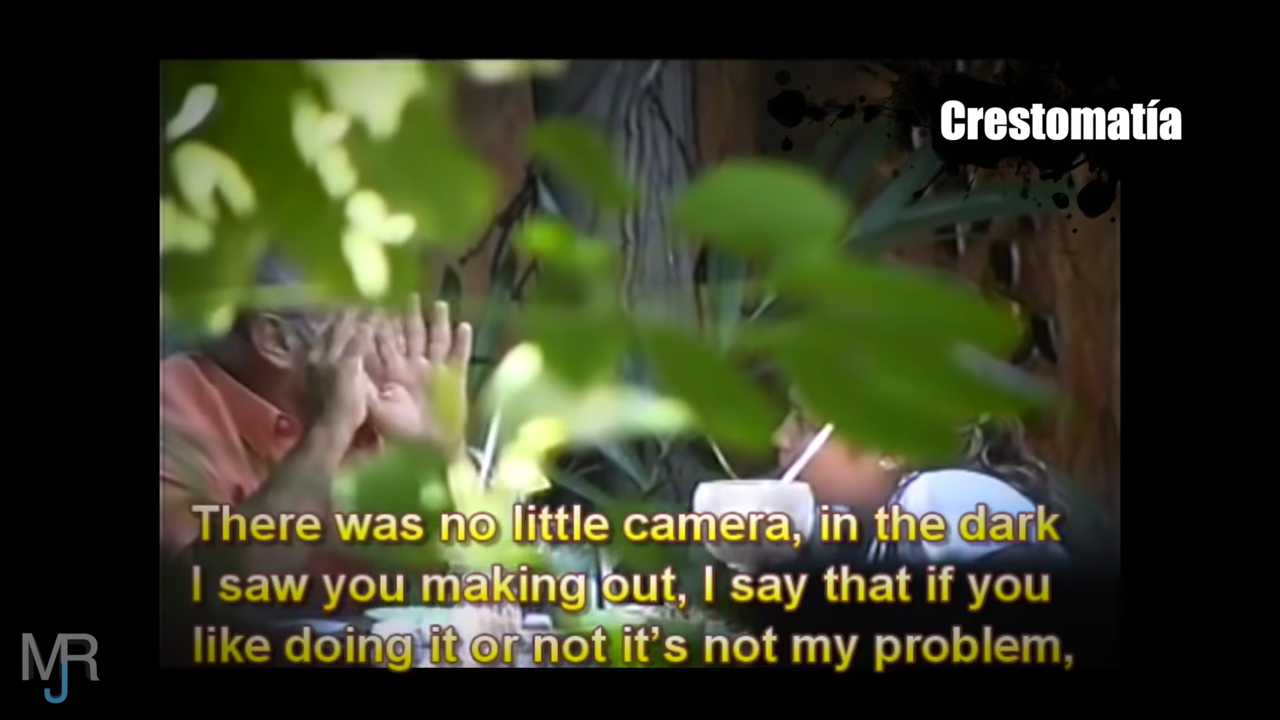 Crestomatía
There was no little camera, in the dark
I saw you making out, I say that if you
like doing it or not it's not my problem,
MJR